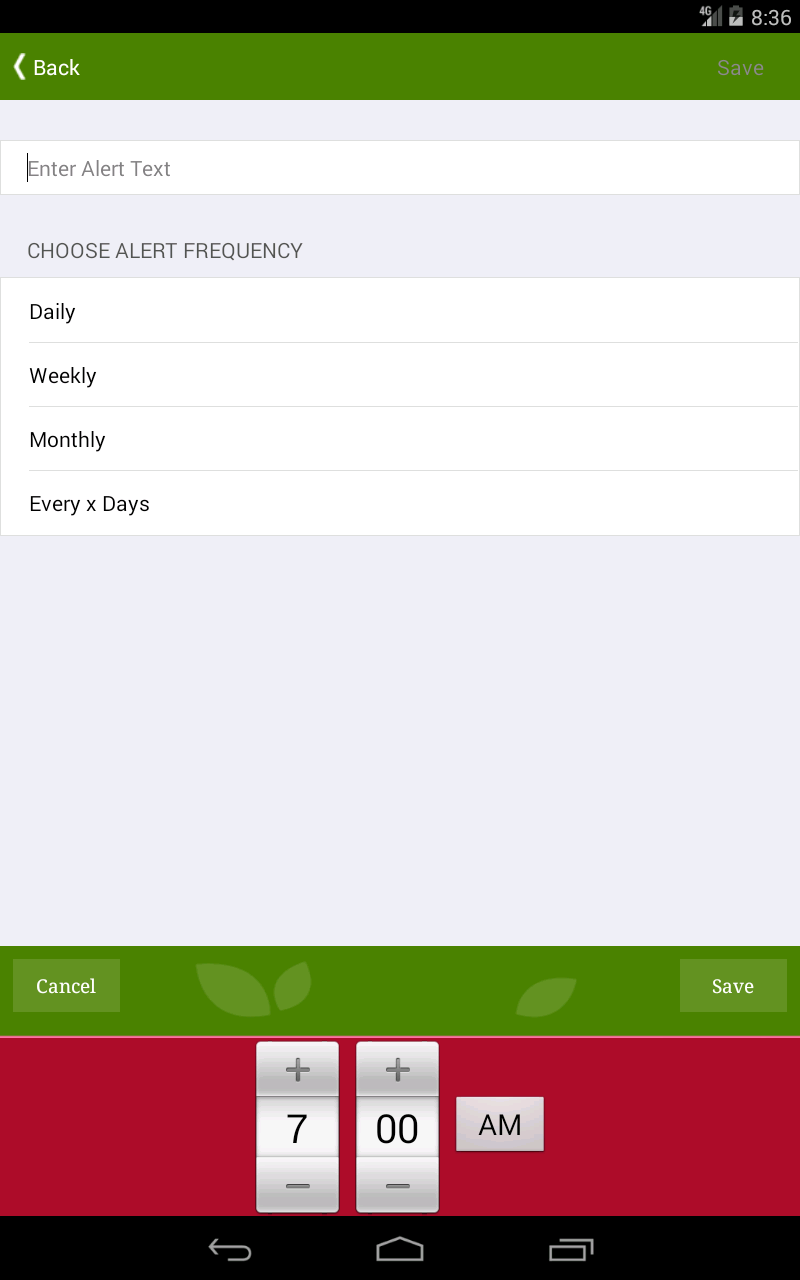 4G 8:36
Back Save
Enter Alert Text
CHOOSE ALERT FREQUENCY
Daily
Weekly
Monthly
Every x Days
Cancel Save
+ +
7 00 AM
− −